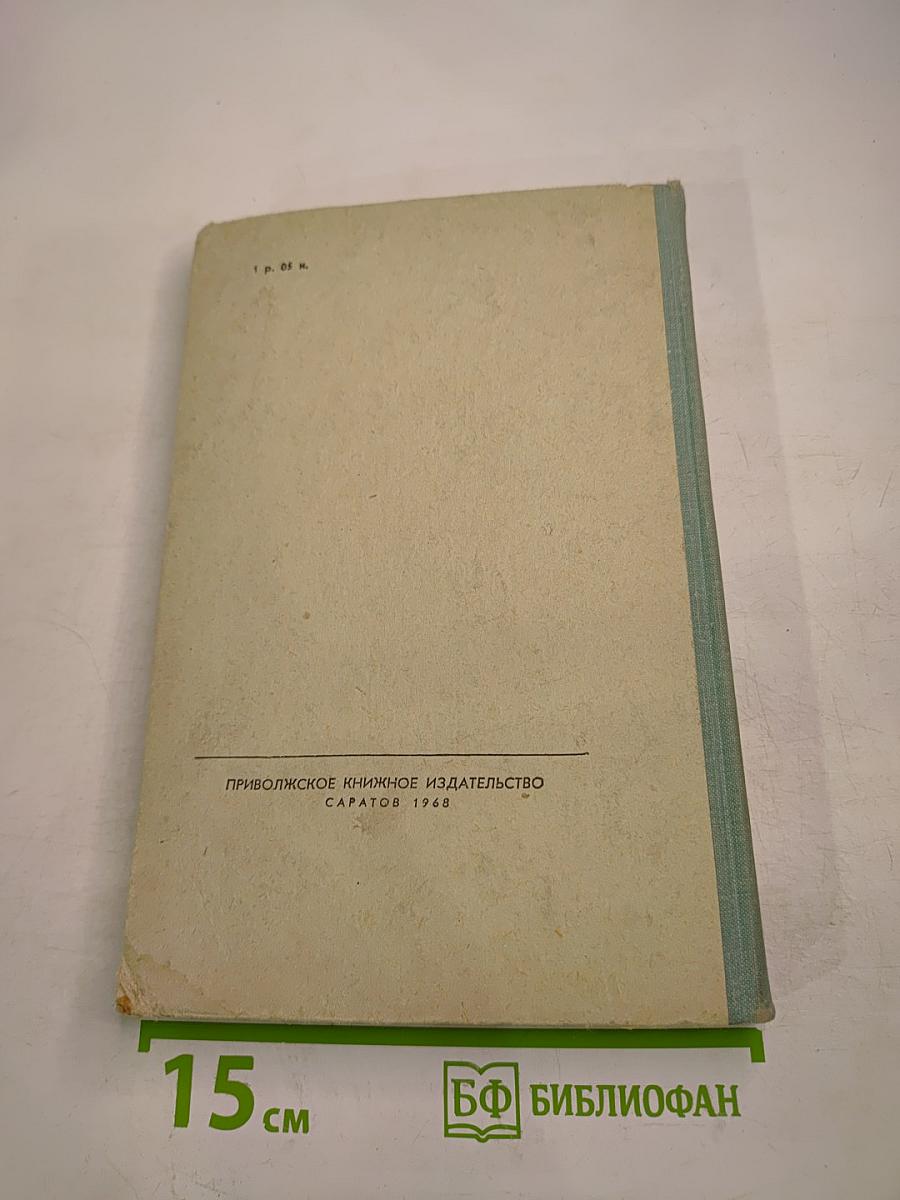 1 р. 05 к.
ПРИВОЛЖСКОЕ КНИЖНОЕ ИЗДАТЕЛЬСТВО
САРАТОВ 1968
15 см
БФ БИБЛИОФАН